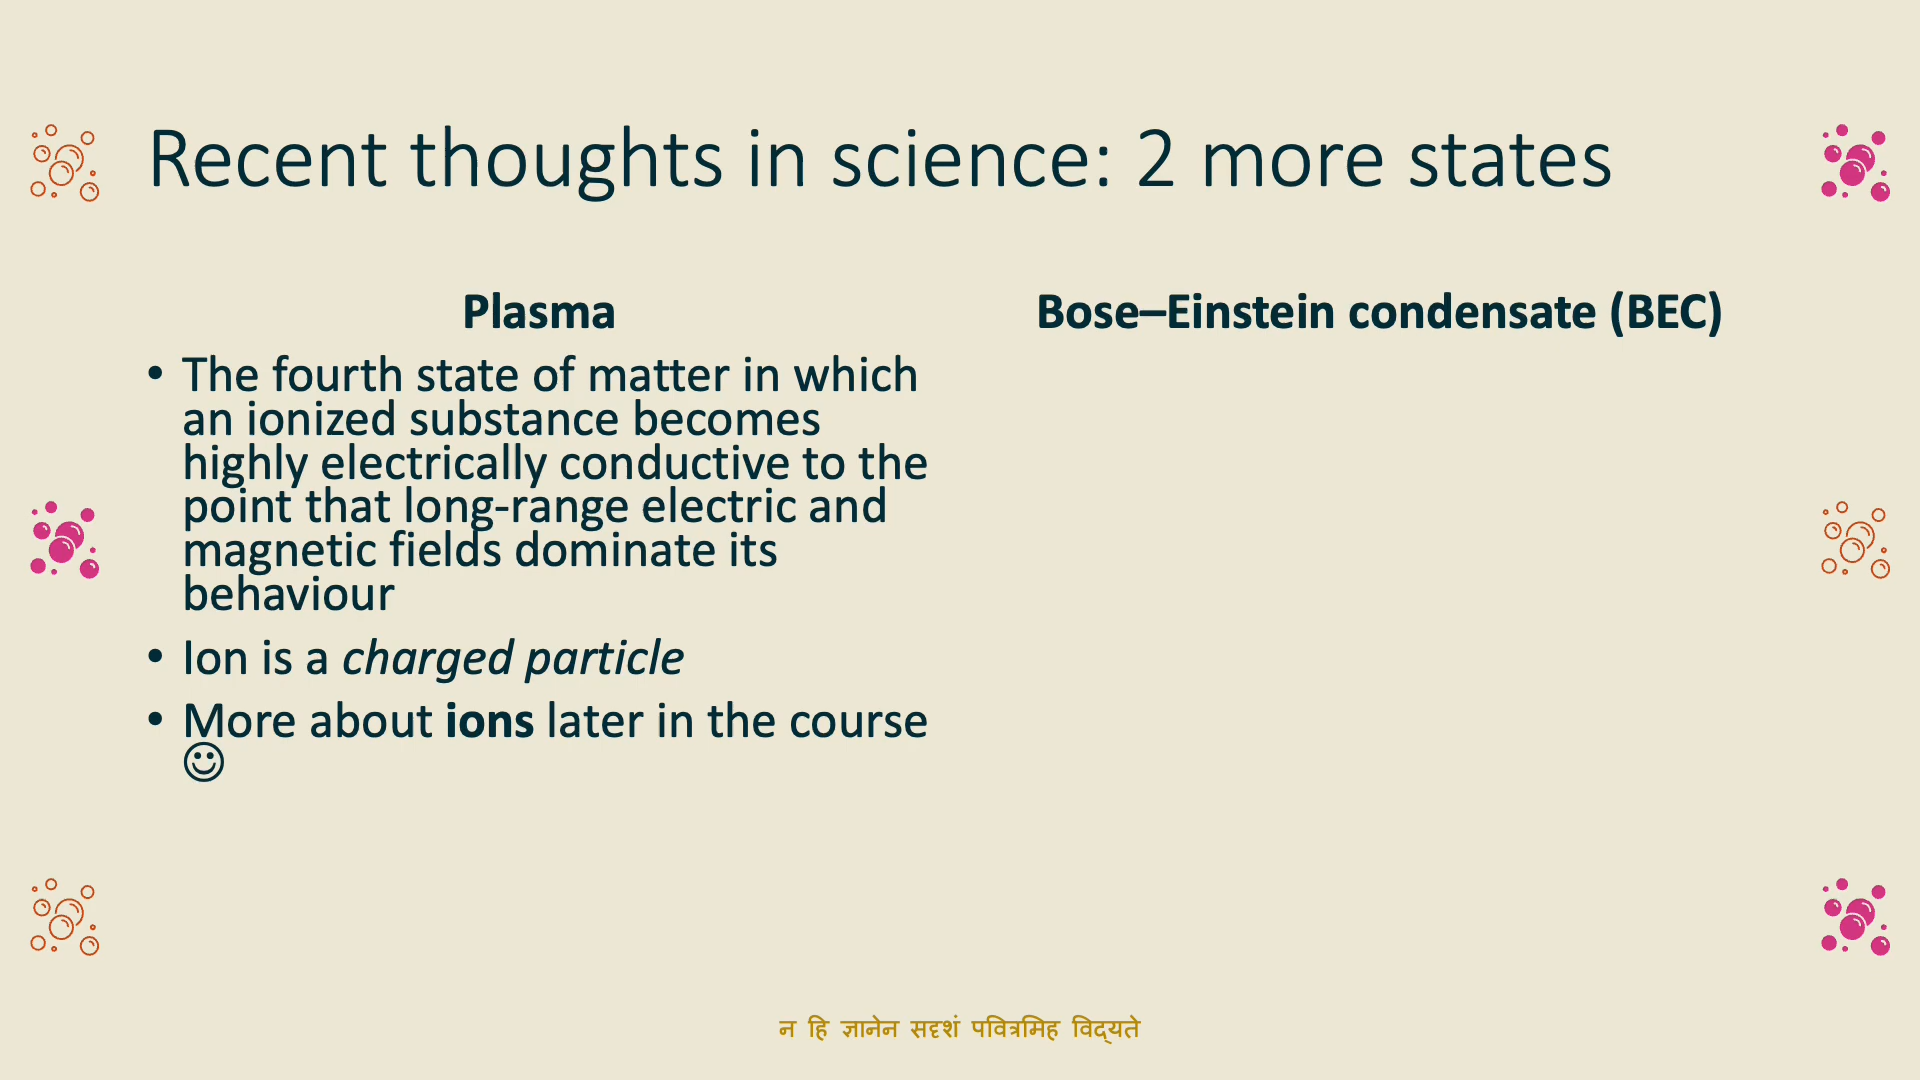 Recent thoughts in science: 2 more states
Plasma
• The fourth state of matter in which
an ionized substance becomes
highly electrically conductive to the
point that long-range electric and
magnetic fields dominate its
behaviour
• Ion is a charged particle
• More about ions later in the course
☺
Bose–Einstein condensate (BEC)
न हि ज्ञानेन सदृशं पवित्रमिह विद्यते